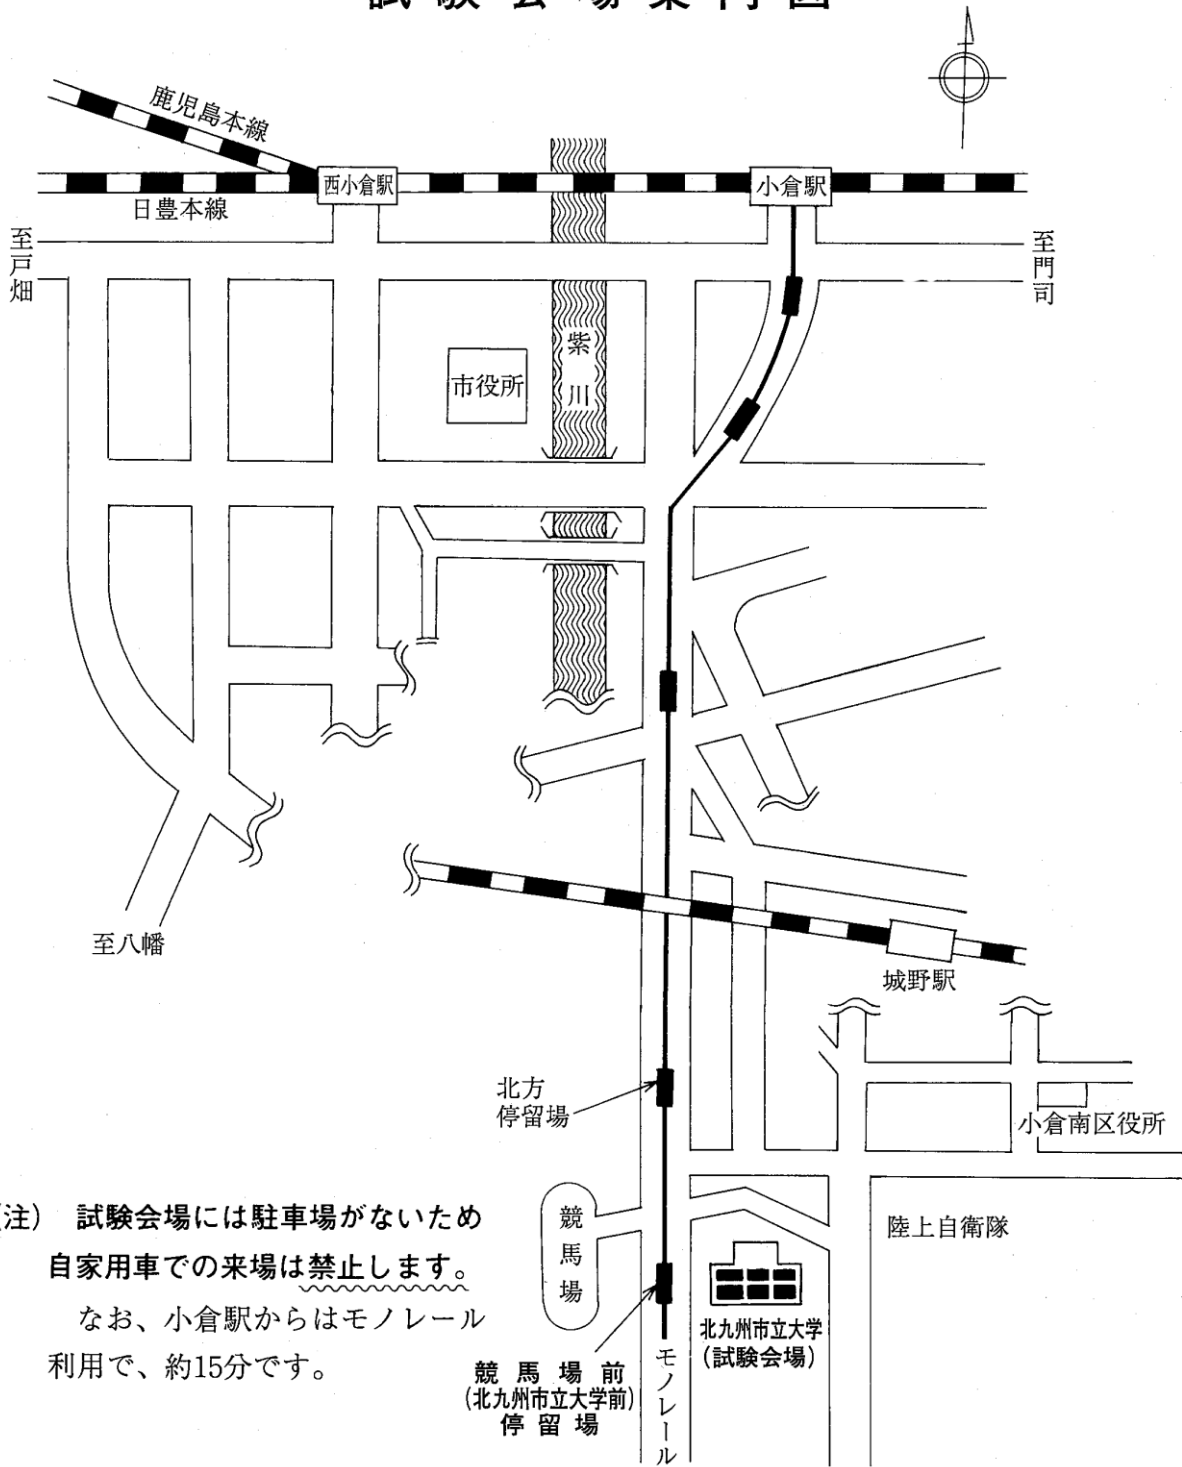 試験会場案内図
鹿児島本線
西小倉駅
小倉駅
日豊本線
至戸畑
至門司
紫川
市役所
至八幡
城野駅
北方
停留場
小倉南区役所
競馬場
陸上自衛隊
(注) 試験会場には駐車場がないため
自家用車での来場は禁止します。
なお、小倉駅からはモノレール
利用で、約15分です。
北九州市立大学
(試験会場)
競馬場前
(北九州市立大学前)
停留場
モノレール